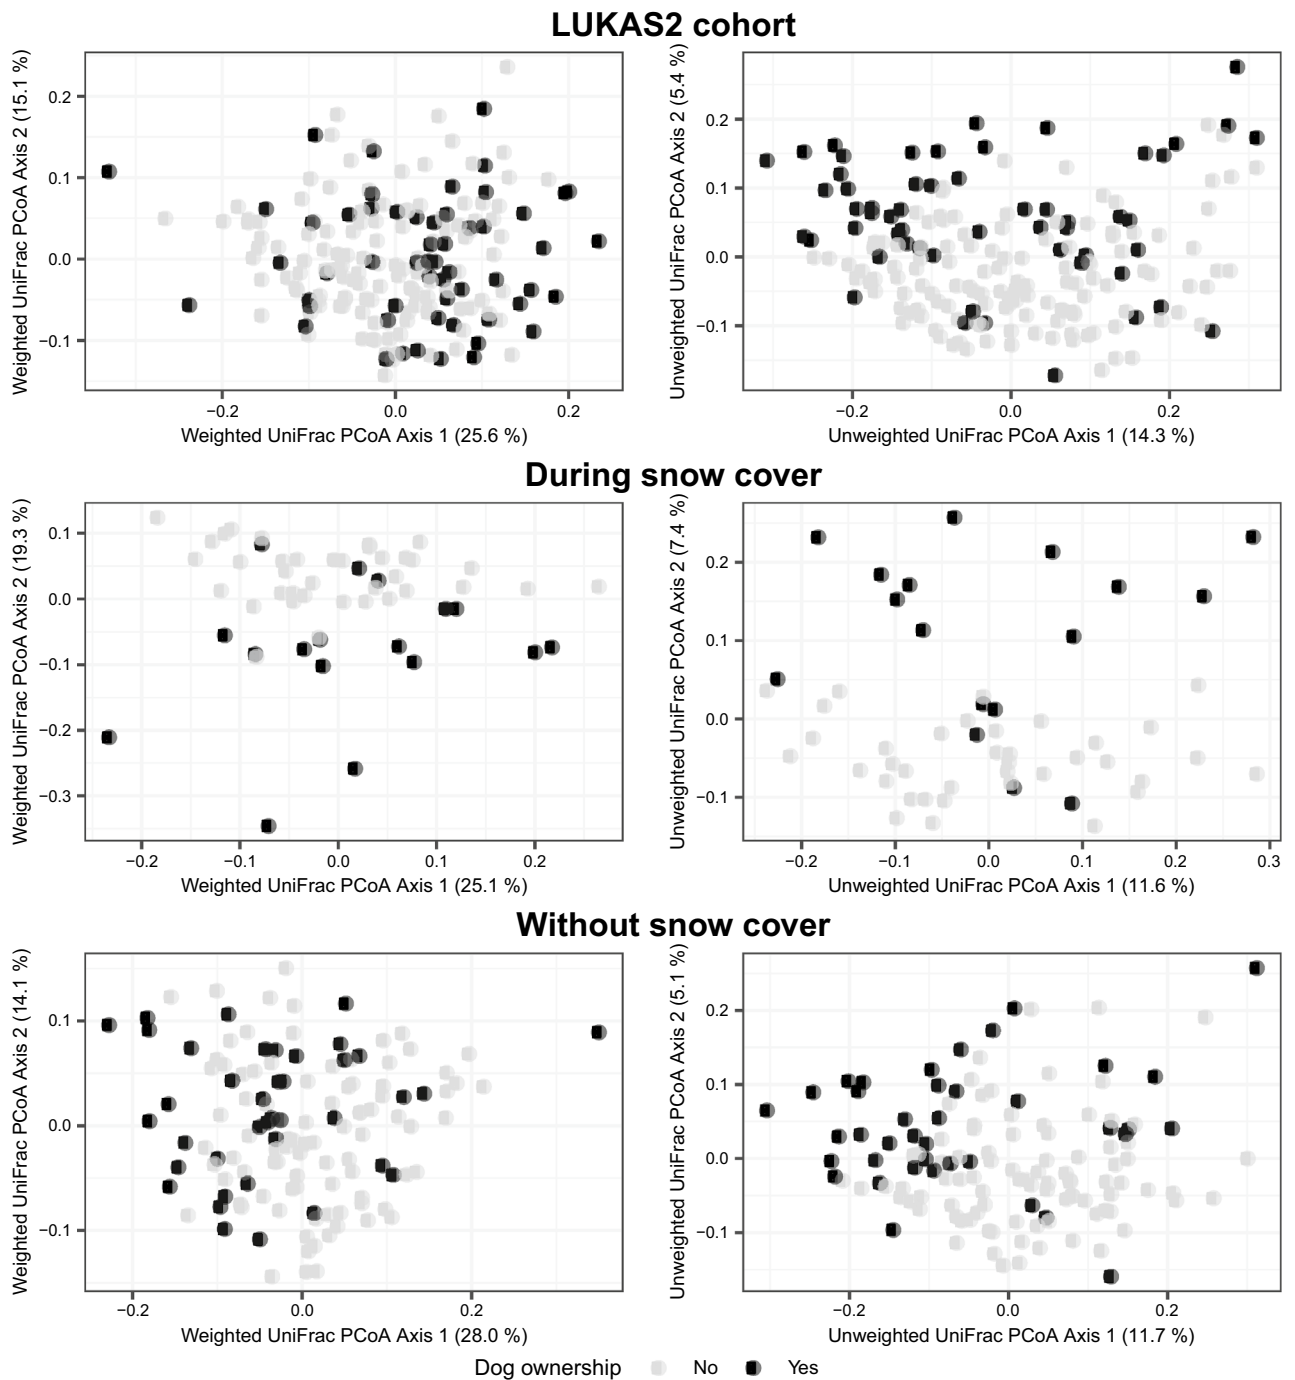 LUKAS2 cohort
Weighted UniFrac PCoA Axis 2 (15.1 %)
0.2
0.1
0.0
−0.1
−0.2
0.0
0.2
Weighted UniFrac PCoA Axis 1 (25.6 %)
Unweighted UniFrac PCoA Axis 2 (5.4 %)
0.2
0.1
0.0
−0.1
−0.2
0.0
0.2
Unweighted UniFrac PCoA Axis 1 (14.3 %)
During snow cover
Weighted UniFrac PCoA Axis 2 (19.3 %)
0.1
0.0
−0.1
−0.2
−0.3
−0.2
−0.1
0.0
0.1
0.2
Weighted UniFrac PCoA Axis 1 (25.1 %)
Unweighted UniFrac PCoA Axis 2 (7.4 %)
0.2
0.1
0.0
−0.1
−0.2
−0.1
0.0
0.1
0.2
0.3
Unweighted UniFrac PCoA Axis 1 (11.6 %)
Without snow cover
Weighted UniFrac PCoA Axis 2 (14.1 %)
0.1
0.0
−0.1
−0.2
0.0
0.2
Weighted UniFrac PCoA Axis 1 (28.0 %)
Unweighted UniFrac PCoA Axis 2 (5.1 %)
0.2
0.1
0.0
−0.1
−0.2
0.0
0.2
Unweighted UniFrac PCoA Axis 1 (11.7 %)
Dog ownership No Yes